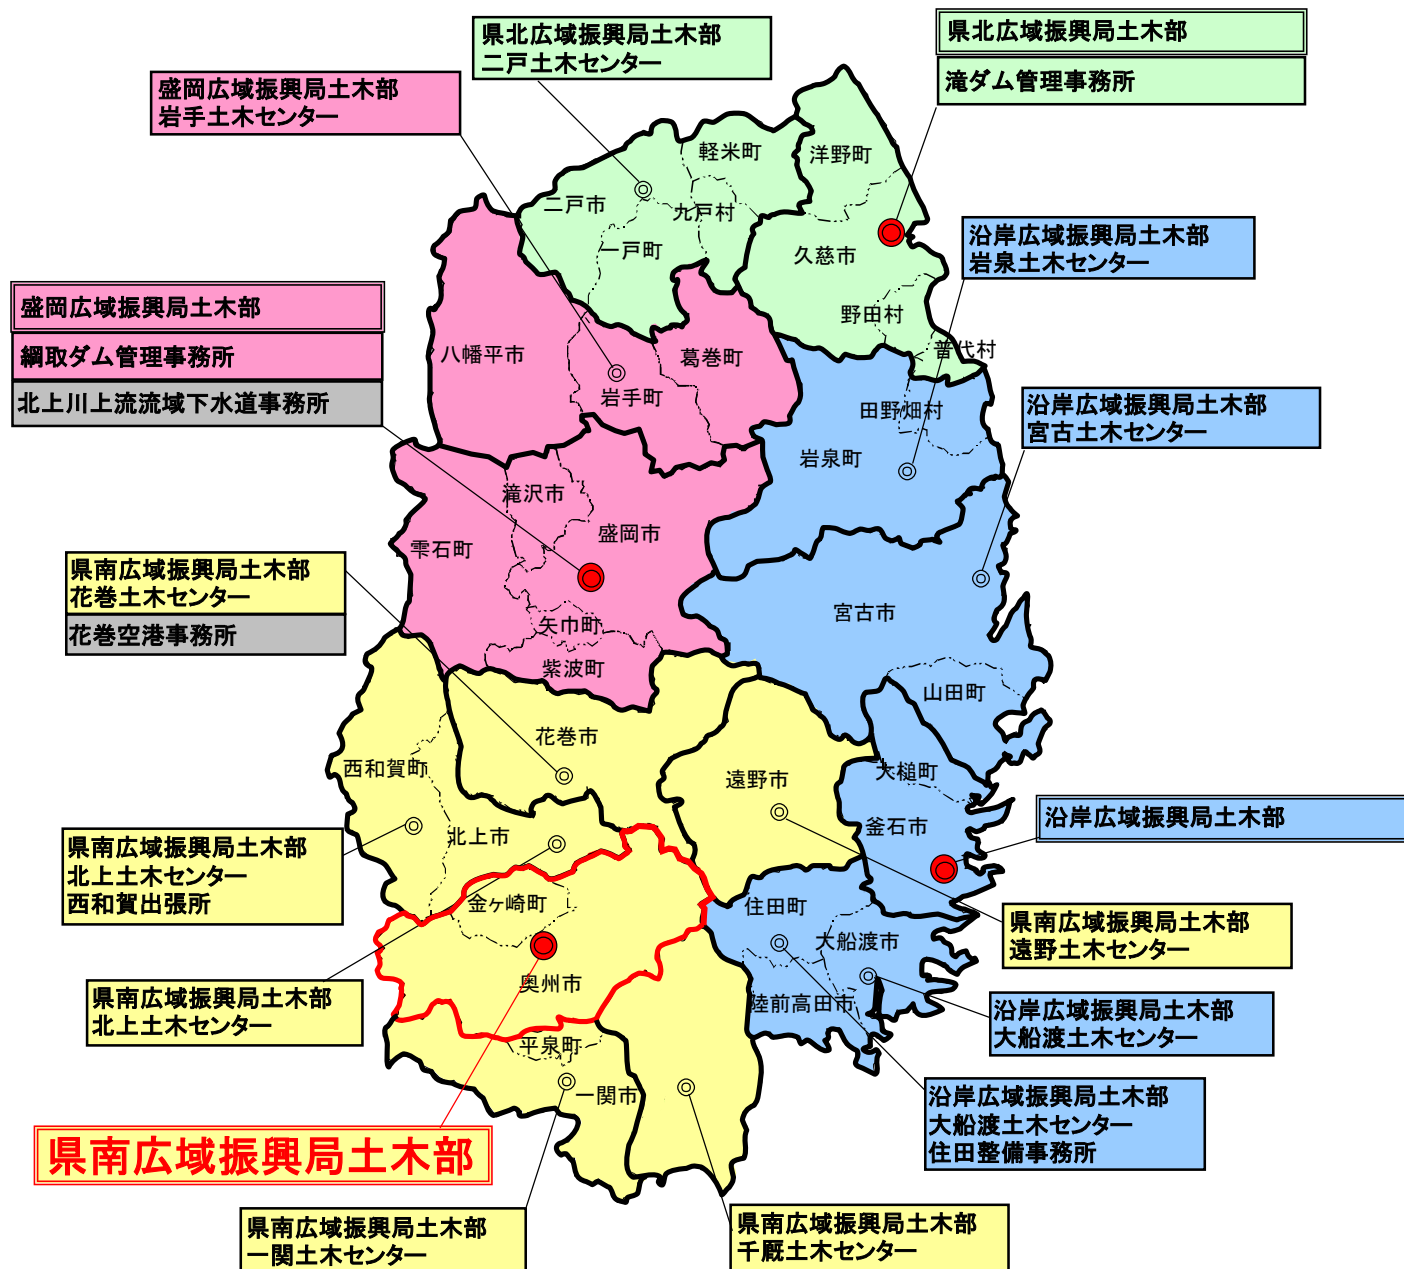 県北広域振興局土木部
二戸土木センター
県北広域振興局土木部
滝ダム管理事務所
盛岡広域振興局土木部
岩手土木センター
軽米町
洋野町
二戸市
九戸村
一戸町
久慈市
沿岸広域振興局土木部
岩泉土木センター
盛岡広域振興局土木部
綱取ダム管理事務所
北上川上流流域下水道事務所
野田村
普代村
八幡平市
葛巻町
岩手町
田野畑村
沿岸広域振興局土木部
宮古土木センター
岩泉町
滝沢市
盛岡市
雫石町
県南広域振興局土木部
花巻土木センター
花巻空港事務所
宮古市
矢巾町
紫波町
山田町
花巻市
西和賀町
遠野市
大槌町
釜石市
沿岸広域振興局土木部
北上市
県南広域振興局土木部
北上土木センター
西和賀出張所
金ヶ崎町
住田町
大船渡市
県南広域振興局土木部
遠野土木センター
奥州市
陸前高田市
県南広域振興局土木部
北上土木センター
沿岸広域振興局土木部
大船渡土木センター
平泉町
一関市
沿岸広域振興局土木部
大船渡土木センター
住田整備事務所
県南広域振興局土木部
県南広域振興局土木部
一関土木センター
県南広域振興局土木部
千厩土木センター